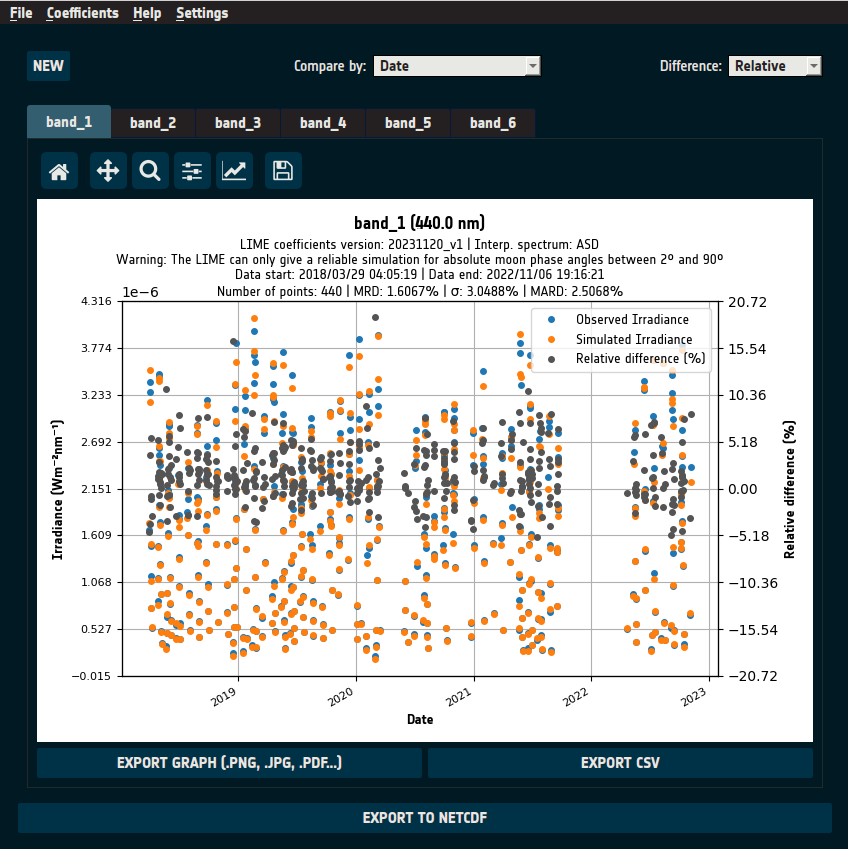 File Coefficients Help Settings
NEW Compare by: Date Difference: Relative
band_1 band_2 band_3 band_4 band_5 band_6
band_1 (440.0 nm)
LIME coefficients version: 20231120_v1 | Interp. spectrum: ASD
Warning: The LIME can only give a reliable simulation for absolute moon phase angles between 2º and 90º
Data start: 2018/03/29 04:05:19 | Data end: 2022/11/06 19:16:21
Number of points: 440 | MRD: 1.6067% | σ: 3.0488% | MARD: 2.5068%
1e−6
4.316
3.774
3.233
2.692
2.151
1.609
1.068
0.527
−0.015
Irradiance (Wm⁻²nm⁻¹)
Observed Irradiance
Simulated Irradiance
Relative difference (%)
20.72
15.54
10.36
5.18
0.00
−5.18
−10.36
−15.54
−20.72
Relative difference (%)
2019 2020 2021 2022 2023
Date
EXPORT GRAPH (.PNG, .JPG, .PDF...) EXPORT CSV
EXPORT TO NETCDF